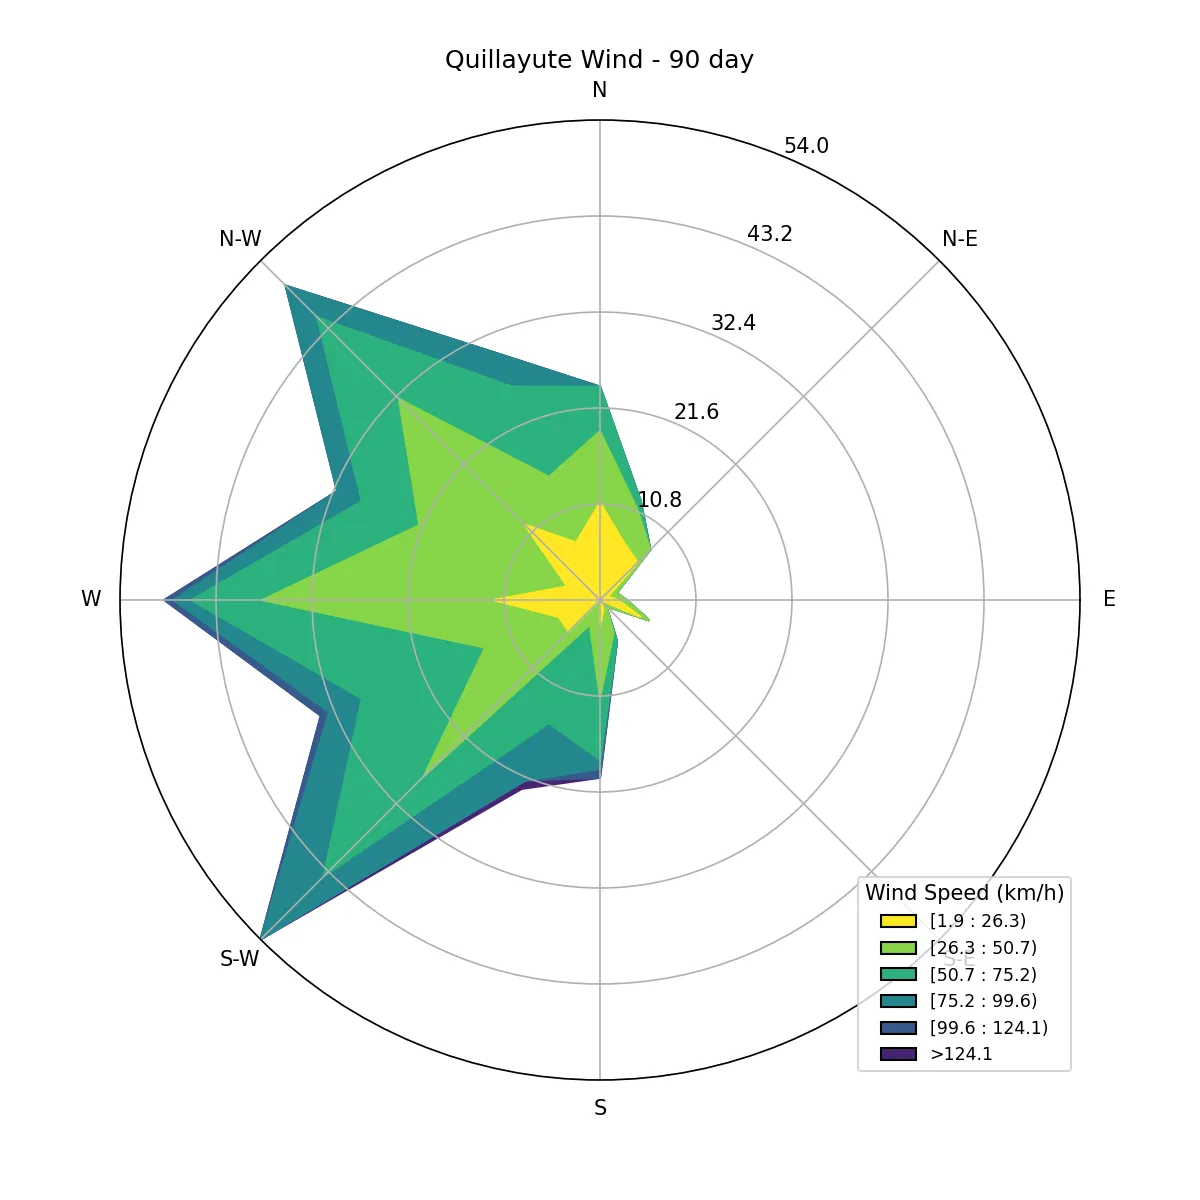 Quillayute Wind - 90 day
N
54.0
43.2
N-W
N-E
32.4
21.6
10.8
W
E
Wind Speed (km/h)
[1.9 : 26.3)
[26.3 : 50.7)
S-W
S-E
[50.7 : 75.2)
[75.2 : 99.6)
[99.6 : 124.1)
>124.1
S